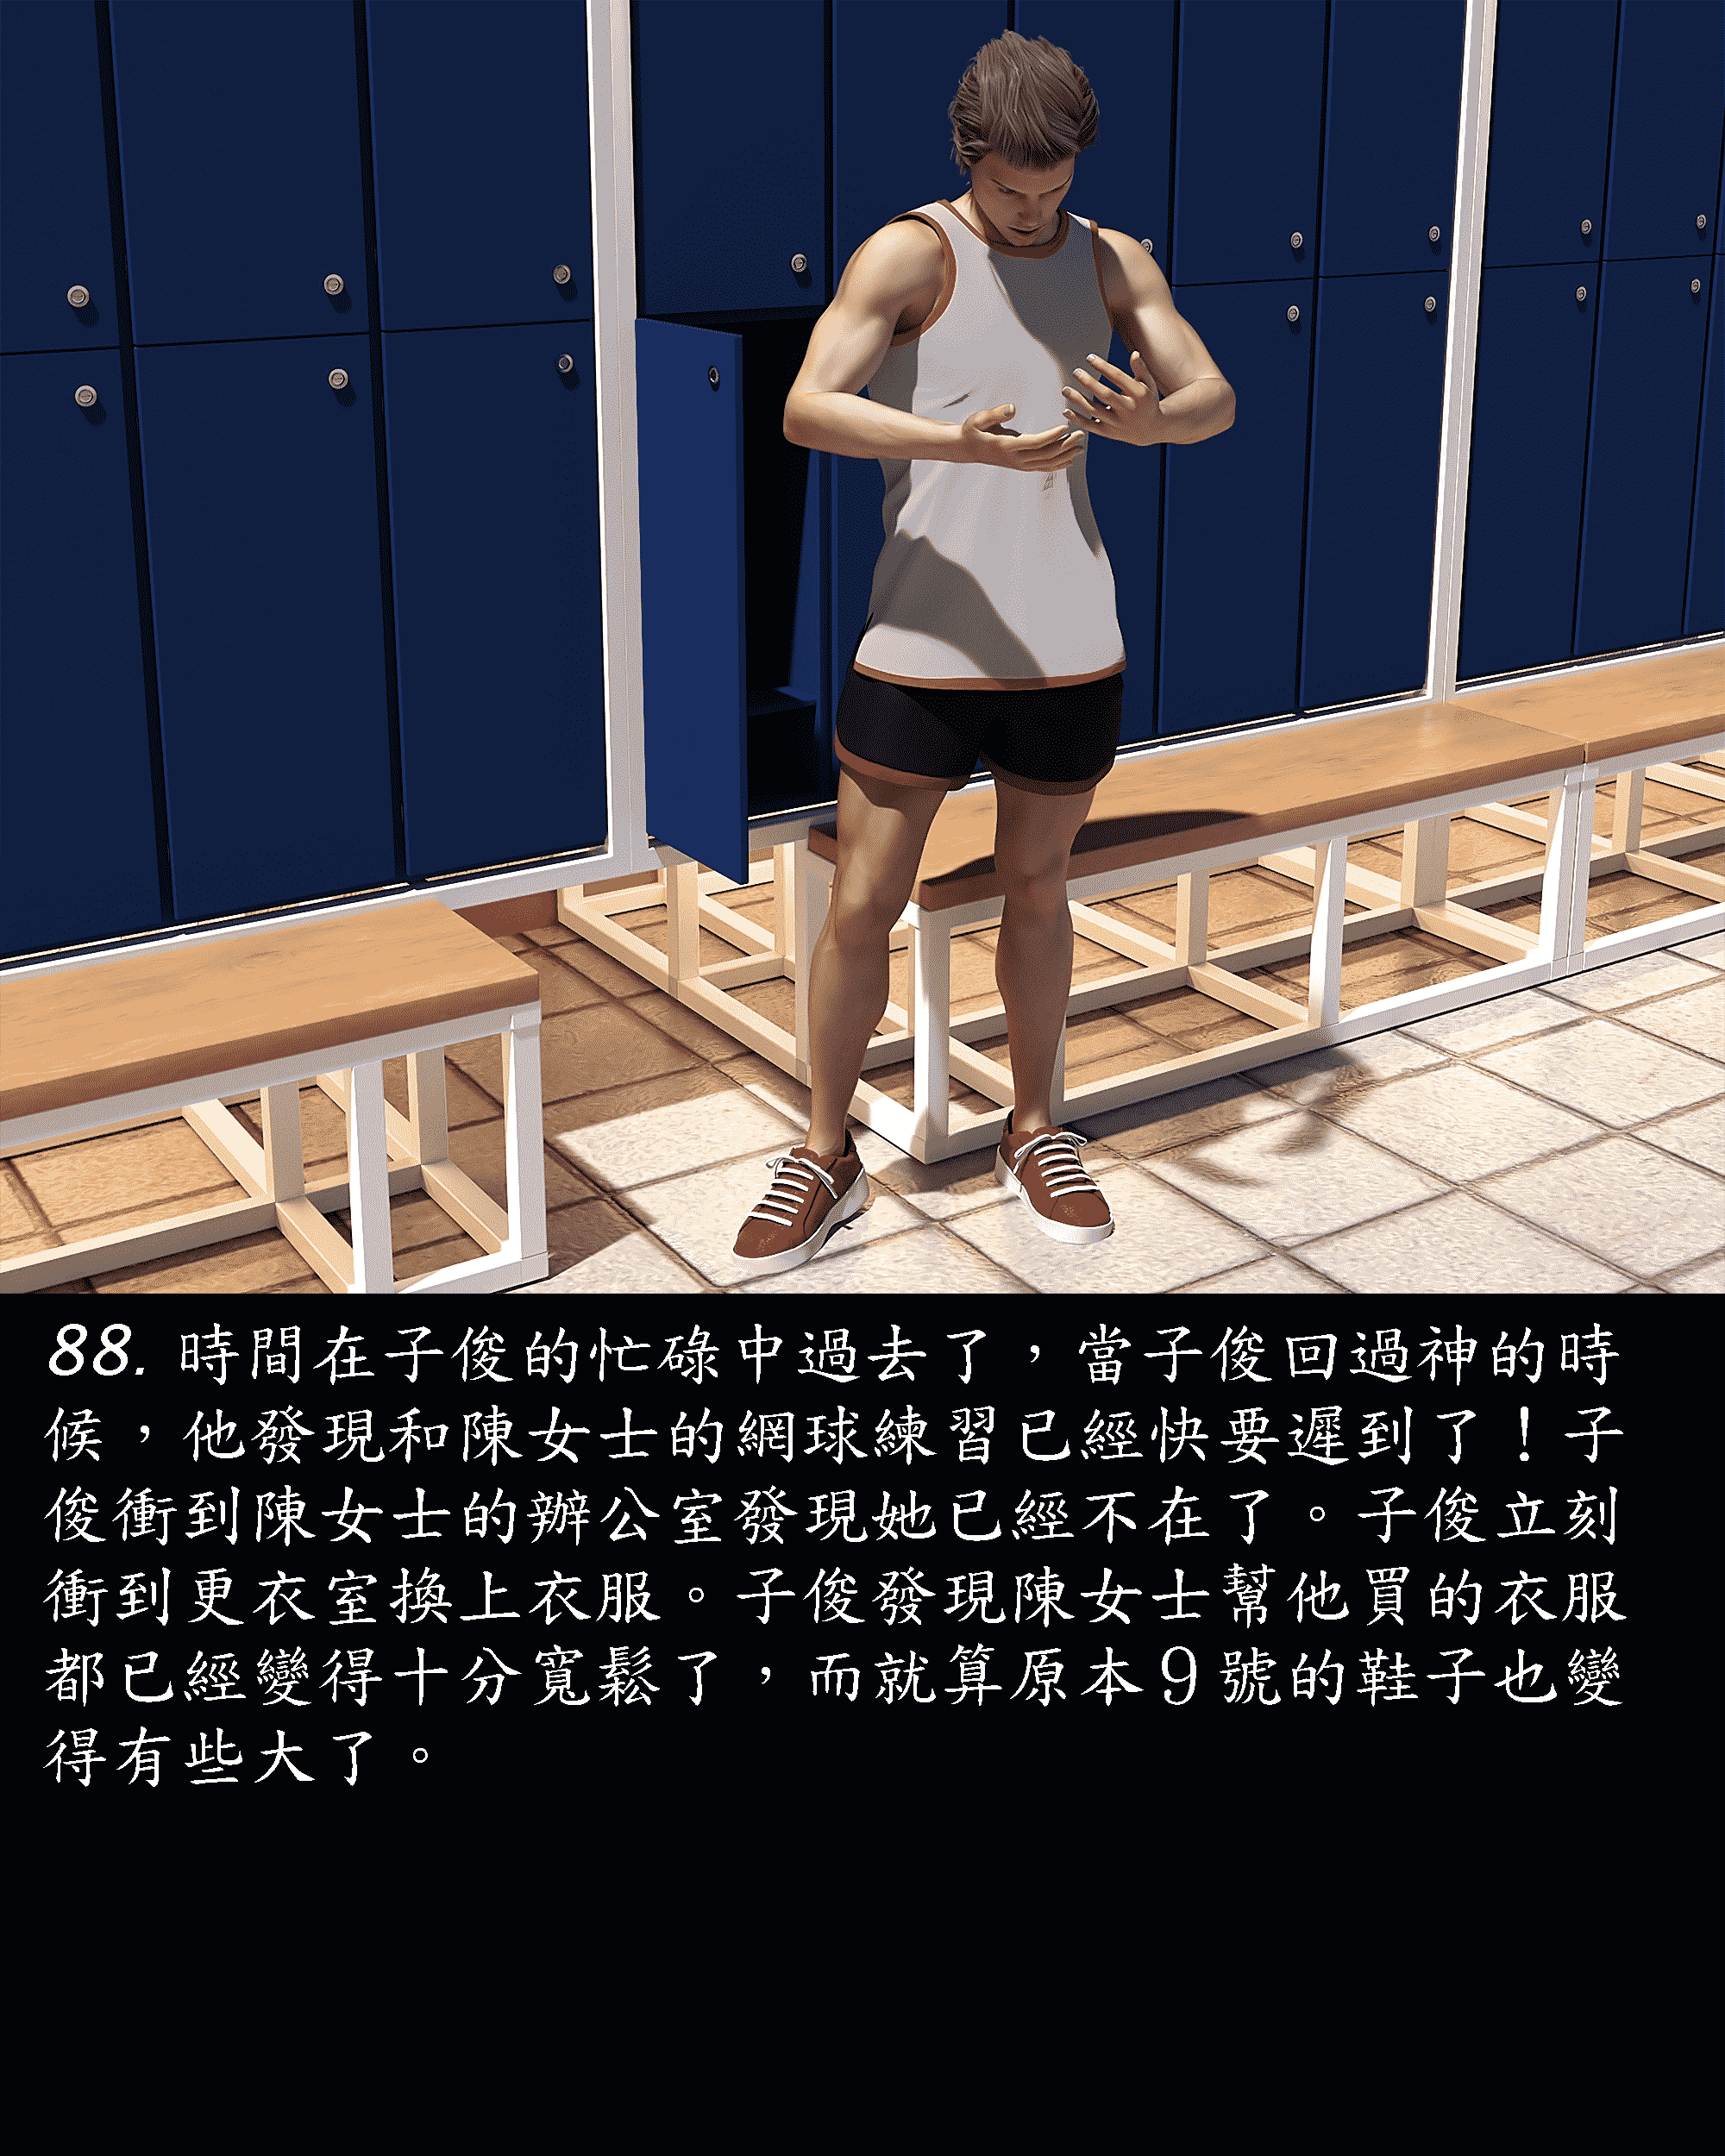 88. 時間在子俊的忙碌中過去了，當子俊回過神的時
候，他發現和陳女士的網球練習已經快要遲到了！子
俊衝到陳女士的辦公室發現她已經不在了。子俊立刻
衝到更衣室換上衣服。子俊發現陳女士幫他買的衣服
都已經變得十分寬鬆了，而就算原本９號的鞋子也變
得有些大了。